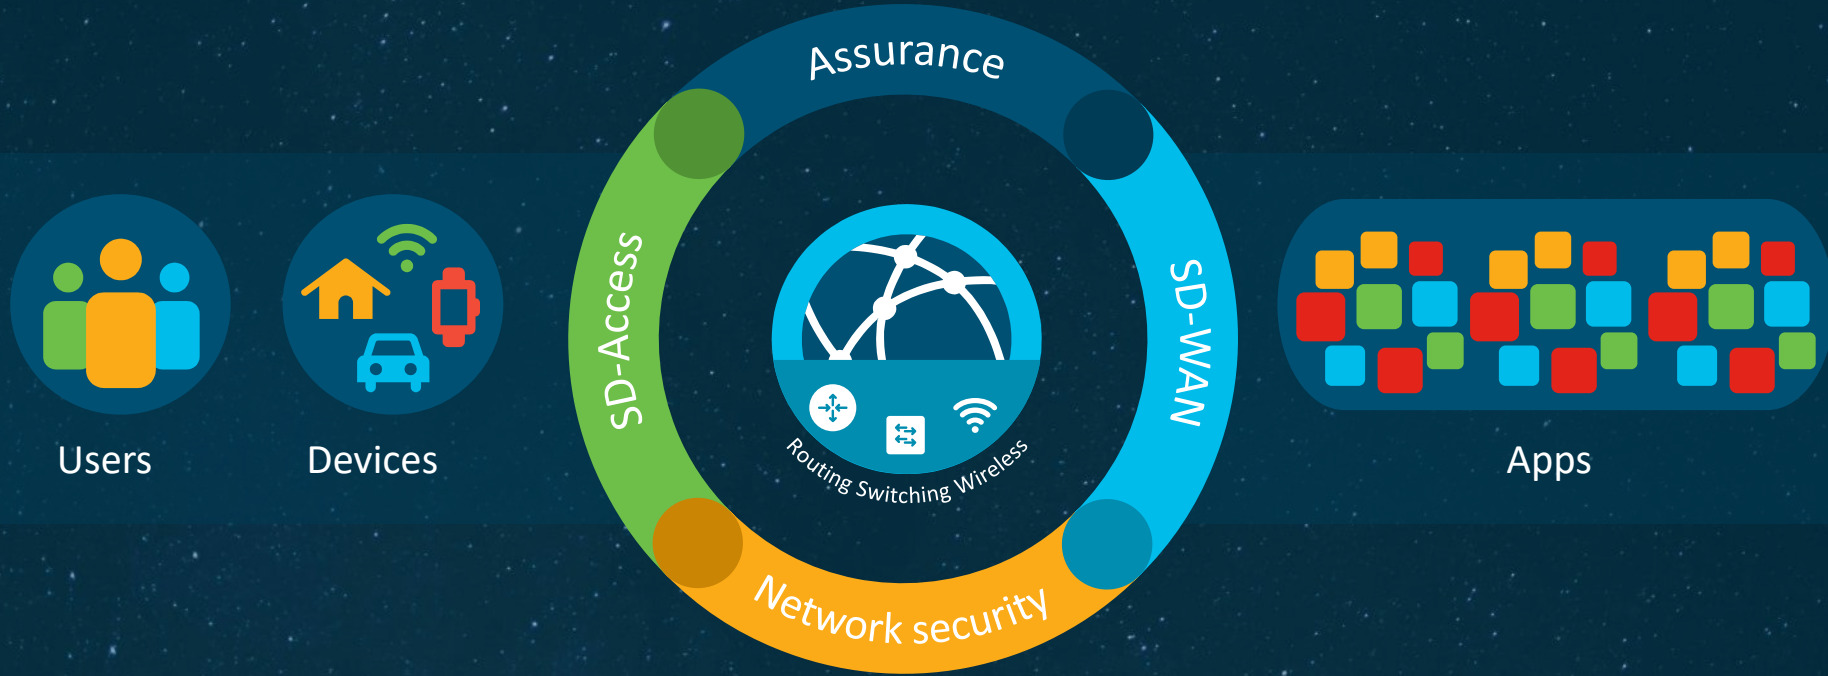 Assurance
SD-Access
SD-WAN
Routing Switching Wireless
Users
Devices
Apps
Network security